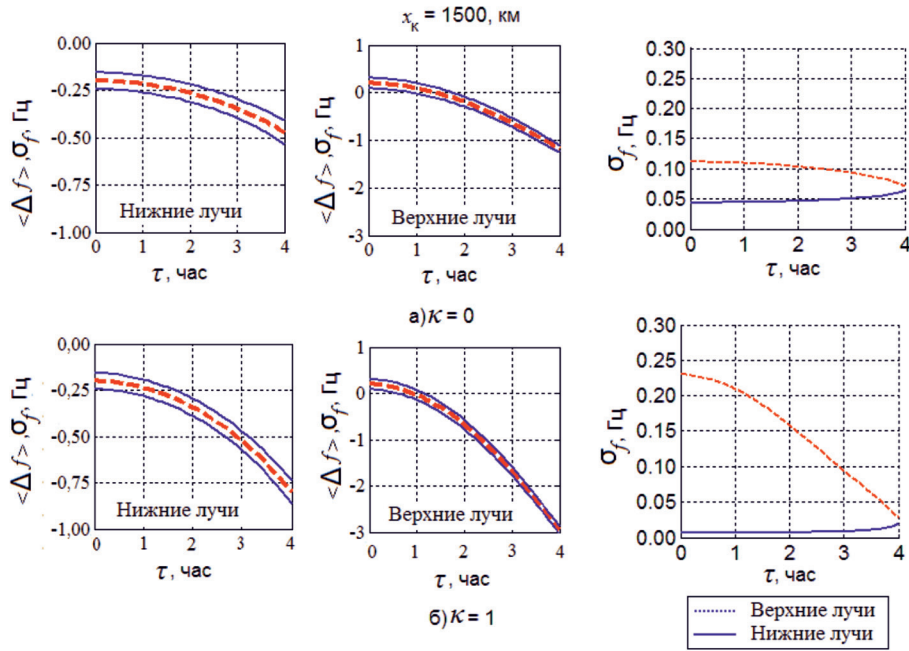 x_к = 1500, км
0.00
-0.25
-0.50
-0.75
-1.00
0 1 2 3 4
<Δf>, σ_f, Гц
τ, час
Нижние лучи
1
0
-1
-2
-3
0 1 2 3 4
<Δf>, σ_f, Гц
τ, час
Верхние лучи
0.30
0.25
0.20
0.15
0.10
0.05
0.00
0 1 2 3 4
σ_f, Гц
τ, час
а) K = 0
0,00
-0,25
-0,50
-0,75
-1,00
0 1 2 3 4
<Δf>, σ_f, Гц
τ, час
Нижние лучи
1
0
-1
-2
-3
0 1 2 3 4
<Δf>, σ_f, Гц
τ, час
Верхние лучи
0.30
0.25
0.20
0.15
0.10
0.05
0.00
0 1 2 3 4
σ_f, Гц
τ, час
б) K = 1
Верхние лучи
Нижние лучи